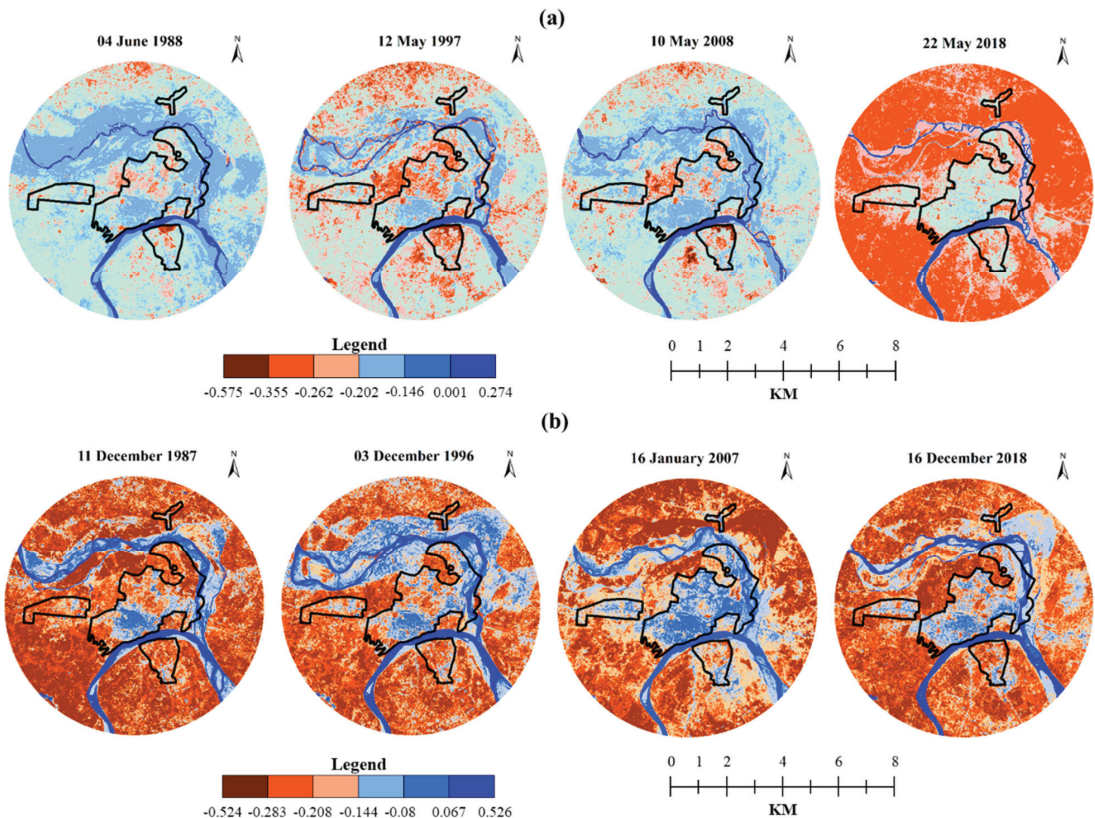 (a)
04 June 1988
N
12 May 1997
N
10 May 2008
N
22 May 2018
N
Legend
-0.575 -0.355 -0.262 -0.202 -0.146 0.001 0.274
0 1 2 4 6 8
KM
(b)
11 December 1987
N
03 December 1996
N
16 January 2007
N
16 December 2018
N
Legend
-0.524 -0.283 -0.208 -0.144 -0.08 0.067 0.526
0 1 2 4 6 8
KM